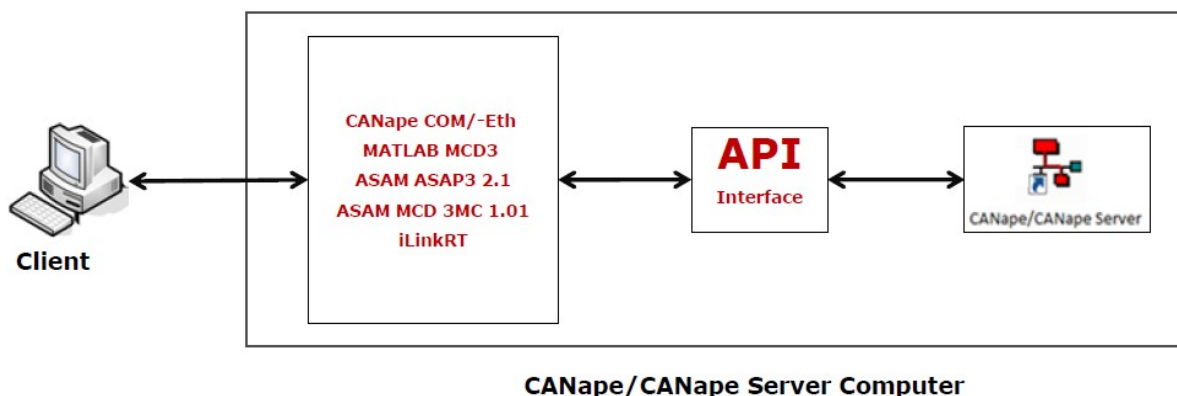 CANape COM/-Eth
MATLAB MCD3
ASAM ASAP3 2.1
ASAM MCD 3MC 1.01
iLinkRT
API
Interface
CANape/CANape Server
Client
CANape/CANape Server Computer